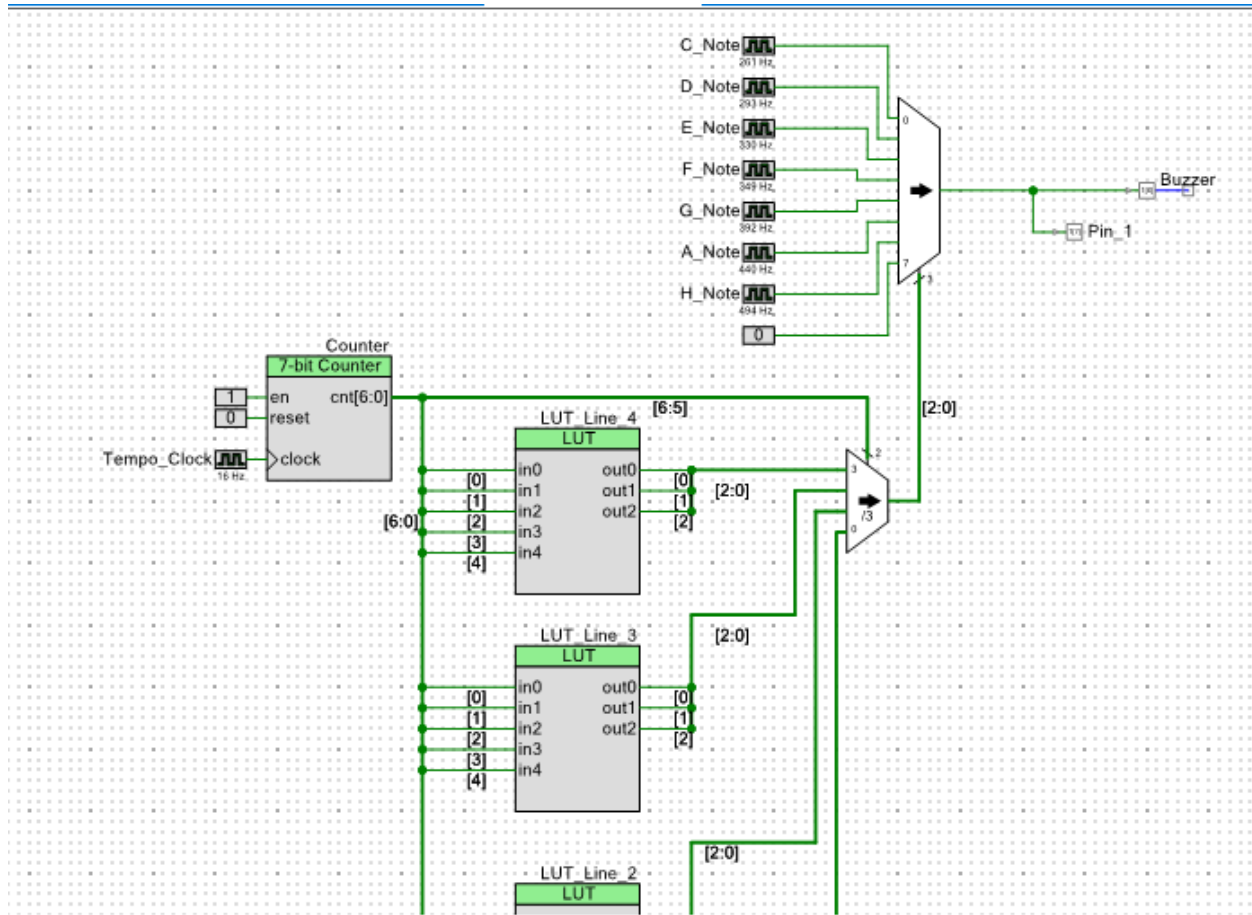 C_Note
261 Hz
D_Note
293 Hz
E_Note
330 Hz
F_Note
349 Hz
G_Note
392 Hz
A_Note
440 Hz
H_Note
494 Hz
0
0
7
3
Buzzer
Pin_1
Counter
7-bit Counter
1 en cnt[6:0]
0 reset
Tempo_Clock clock
16 Hz
[6:5]
[2:0]
[6:0]
LUT_Line_4
LUT
in0 out0
[0] [0]
in1 out1
[1] [1]
in2 out2
[2] [2]
in3
[3]
in4
[4]
[2:0]
2
3
/3
0
LUT_Line_3
LUT
[2:0]
in0 out0
[0] [0]
in1 out1
[1] [1]
in2 out2
[2] [2]
in3
[3]
in4
[4]
[2:0]
LUT_Line_2
LUT